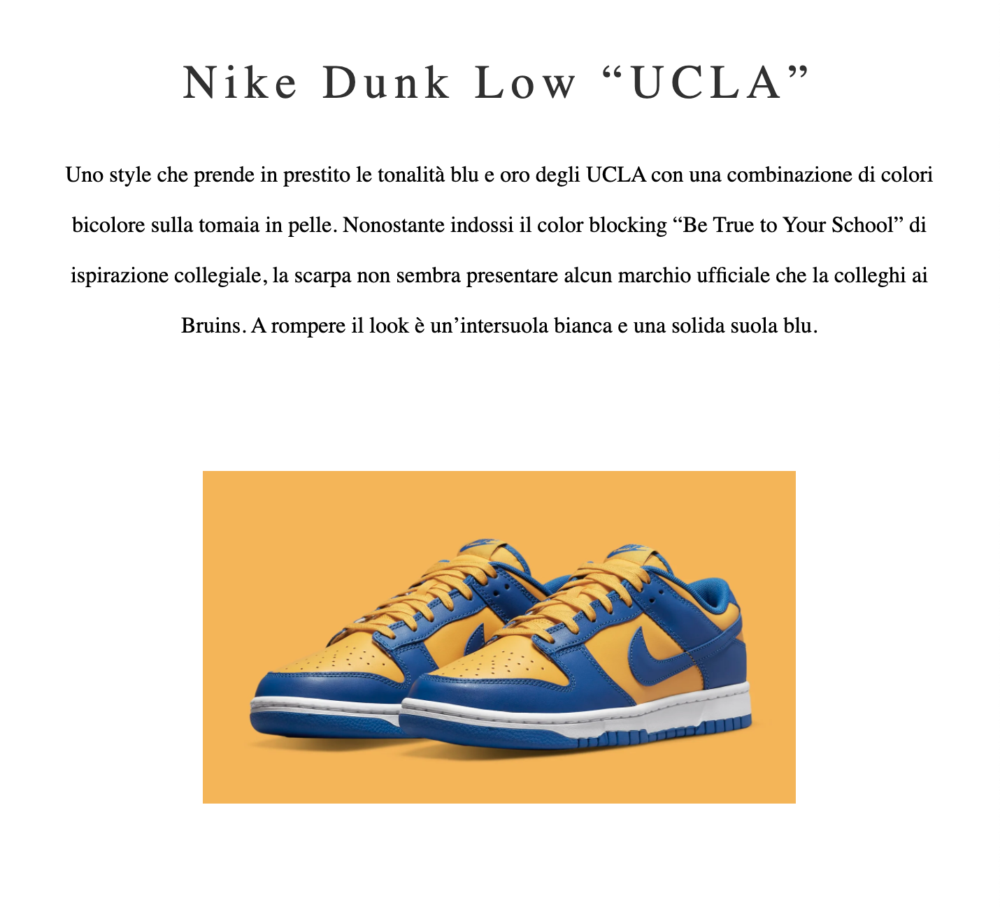 Nike Dunk Low “UCLA”
Uno style che prende in prestito le tonalità blu e oro degli UCLA con una combinazione di colori
bicolore sulla tomaia in pelle. Nonostante indossi il color blocking “Be True to Your School” di
ispirazione collegiale, la scarpa non sembra presentare alcun marchio ufficiale che la colleghi ai
Bruins. A rompere il look è un’intersuola bianca e una solida suola blu.